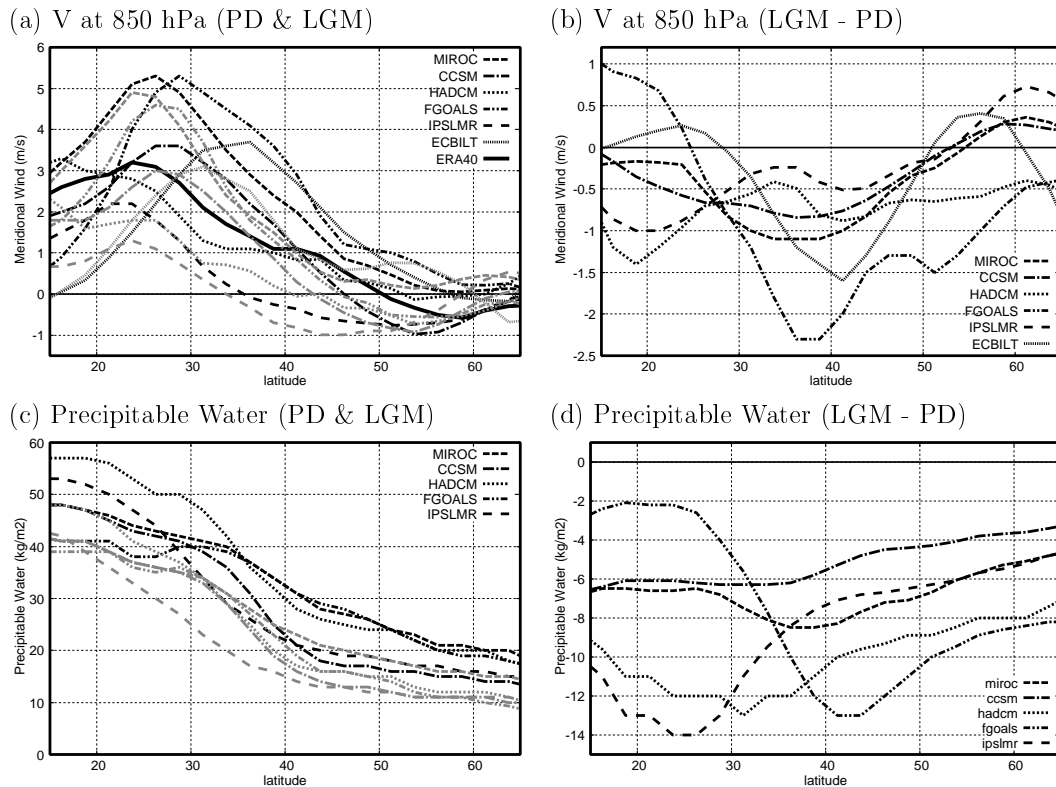 (a) V at 850 hPa (PD & LGM)
Meridional Wind (m/s)
6
5
4
3
2
1
0
-1
20
30
40
50
60
latitude
MIROC
CCSM
HADCM
FGOALS
IPSLMR
ECBILT
ERA40
(b) V at 850 hPa (LGM - PD)
Meridional Wind (m/s)
1
0.5
0
-0.5
-1
-1.5
-2
-2.5
20
30
40
50
60
latitude
MIROC
CCSM
HADCM
FGOALS
IPSLMR
ECBILT
(c) Precipitable Water (PD & LGM)
Precipitable Water (kg/m2)
60
50
40
30
20
10
0
20
30
40
50
60
latitude
MIROC
CCSM
HADCM
FGOALS
IPSLMR
(d) Precipitable Water (LGM - PD)
Precipitable Water (kg/m2)
0
-2
-4
-6
-8
-10
-12
-14
20
30
40
50
60
latitude
miroc
ccsm
hadcm
fgoals
ipslmr